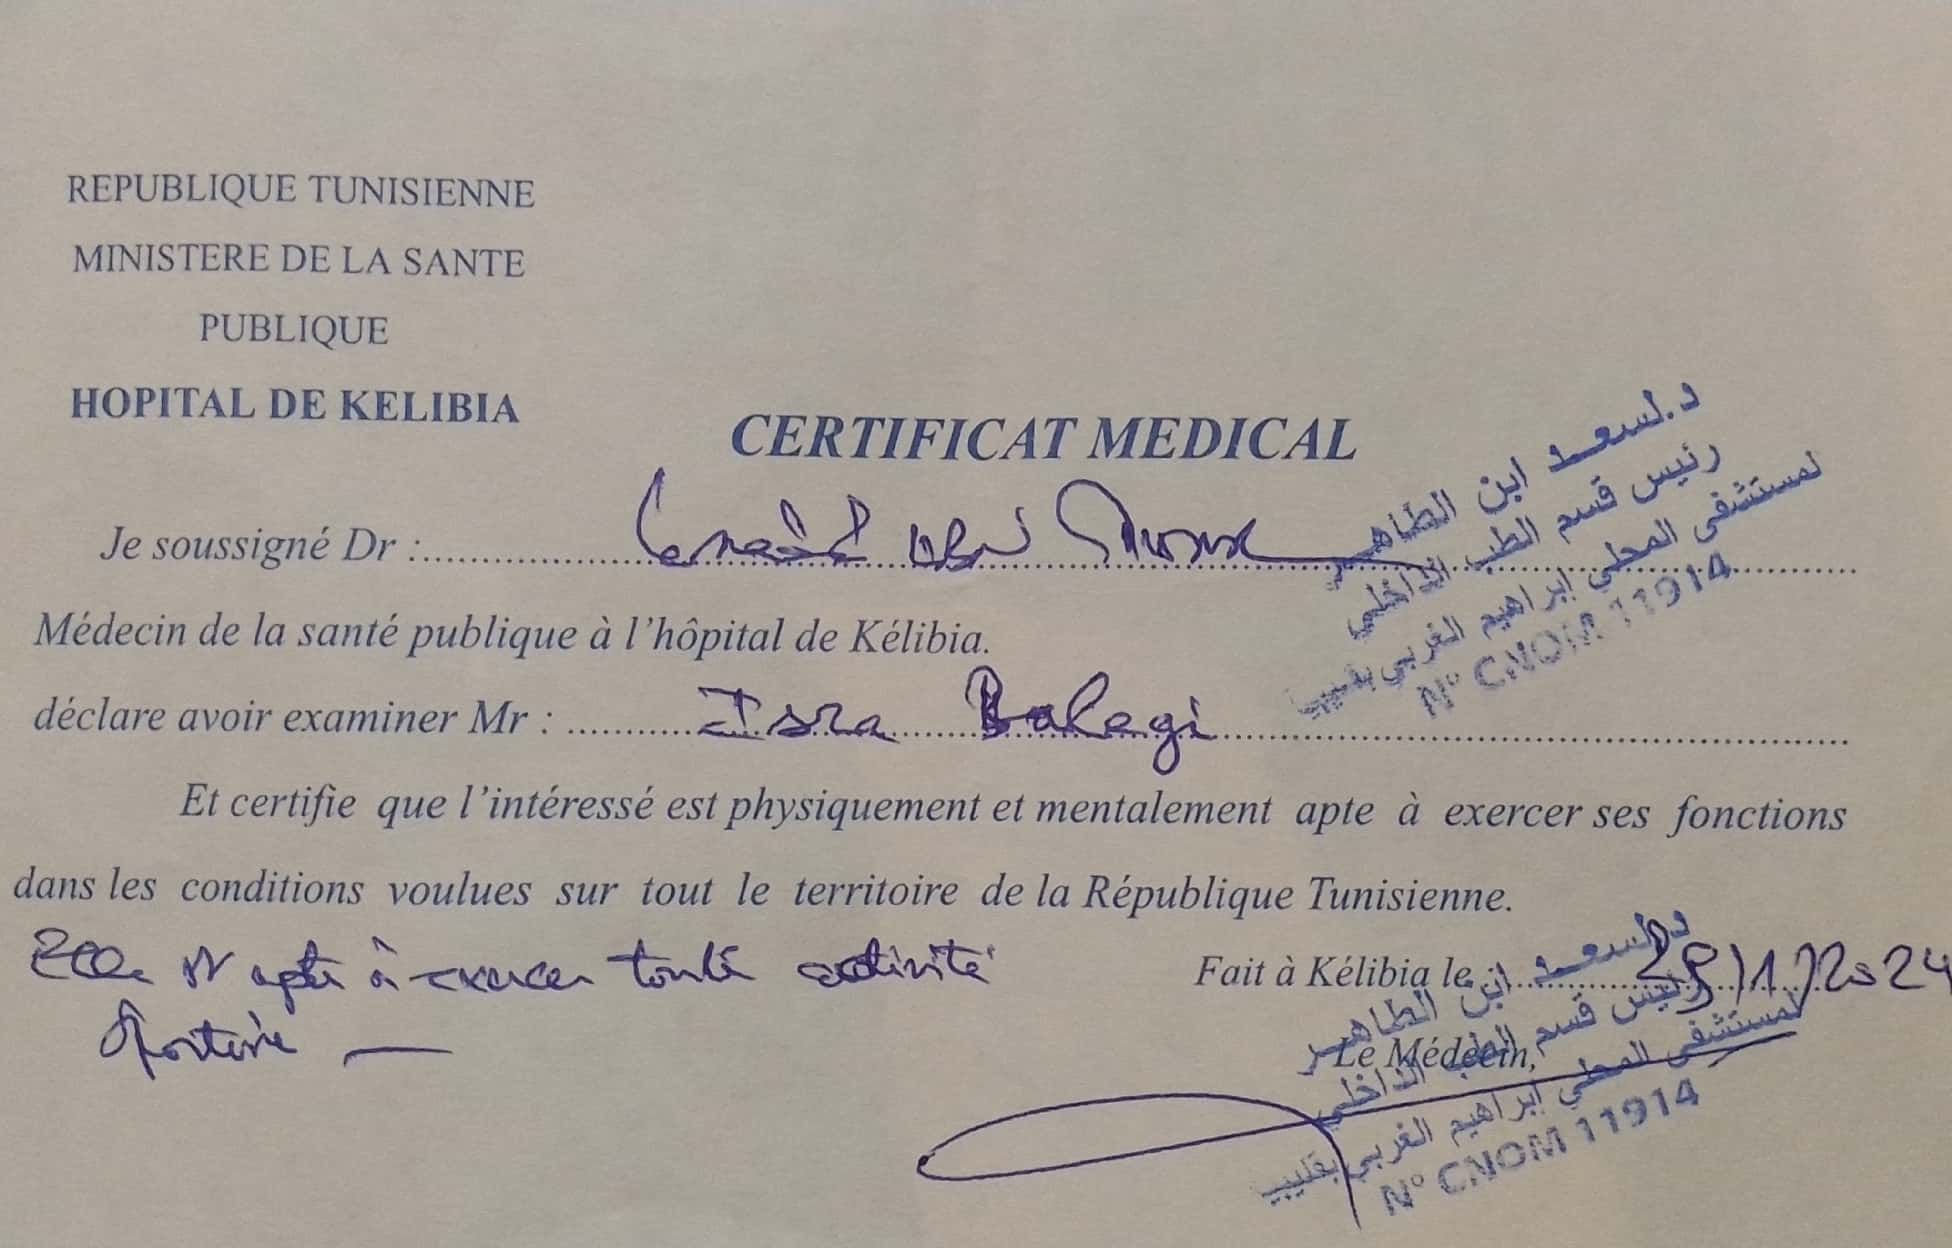 REPUBLIQUE TUNISIENNE
MINISTERE DE LA SANTE
PUBLIQUE
HOPITAL DE KELIBIA
CERTIFICAT MEDICAL
د.لسعد ابن الطاهر
رئيس قسم الطب الداخلي
لمستشفى المحلي إبراهيم الغربي بقليبيا
N° CNOM 11914
Je soussigné Dr :
Médecin de la santé publique à l'hôpital de Kélibia.
déclare avoir examiner Mr : Isra Balegi
Et certifie que l'intéressé est physiquement et mentalement apte à exercer ses fonctions
dans les conditions voulues sur tout le territoire de la République Tunisienne.
Elle est apte à exercer toute activité
sportive
Fait à Kélibia le : /1/2024
Le Médecin,
د.لسعد ابن الطاهر
رئيس قسم الطب الداخلي
لمستشفى المحلي إبراهيم الغربي بقليبيا
N° CNOM 11914